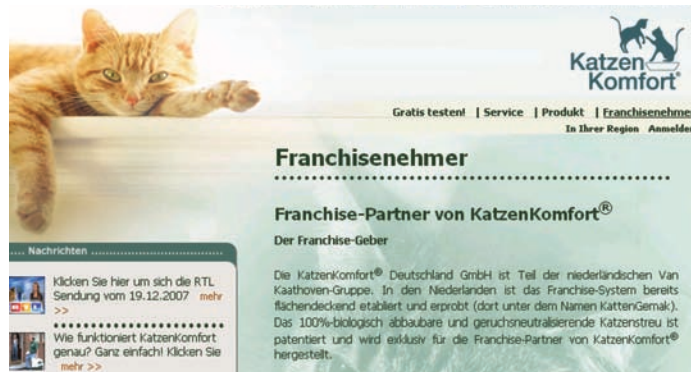 Katzen
Komfort®
Gratis testen! | Service | Produkt | Franchisenehme
In Ihrer Region Anmelde
Franchisenehmer
Franchise-Partner von KatzenKomfort®
Der Franchise-Geber
Die KatzenKomfort® Deutschland GmbH ist Teil der niederländischen Van
Kaathoven-Gruppe. In den Niederlanden ist das Franchise-System bereits
flächendeckend etabliert und erprobt (dort unter dem Namen KattenGemak).
Das 100%-biologisch abbaubare und geruchsneutralisierende Katzenstreu ist
patentiert und wird exklusiv für die Franchise-Partner von KatzenKomfort®
hergestellt.
Nachrichten
Klicken Sie hier um sich die RTL
Sendung vom 19.12.2007 mehr
>>
Wie funktioniert KatzenKomfort
genau? Ganz einfach! Klicken Sie
mehr >>